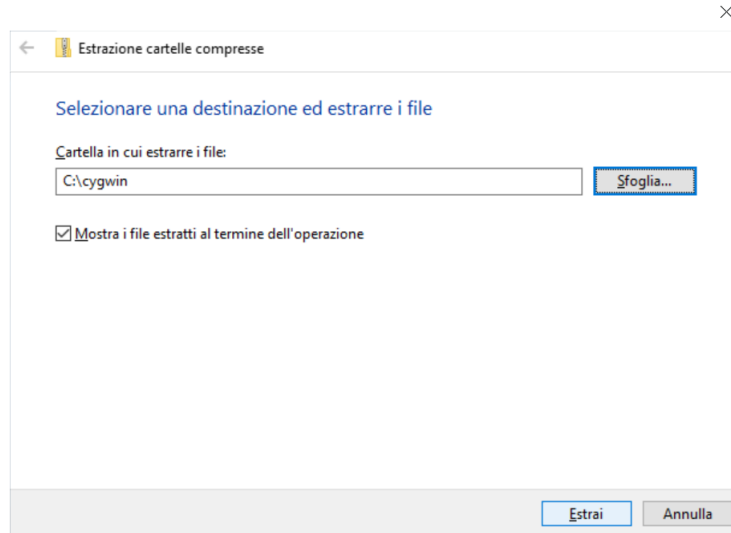 Estrazione cartelle compresse
Selezionare una destinazione ed estrarre i file
Cartella in cui estrarre i file:
C:\cygwin
Sfoglia...
Mostra i file estratti al termine dell'operazione
Estrai
Annulla